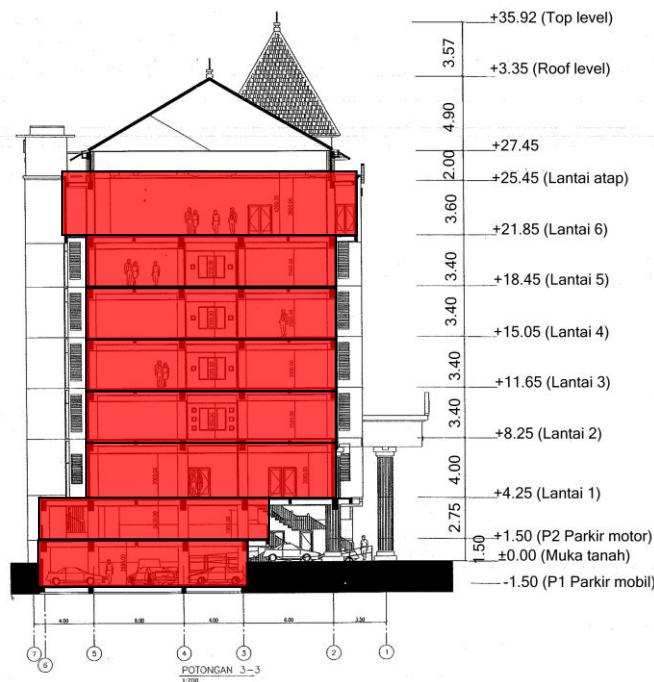 +35.92 (Top level)
3.57
+3.35 (Roof level)
4.90
+27.45
2.00
+25.45 (Lantai atap)
3.60
+21.85 (Lantai 6)
3.40
+18.45 (Lantai 5)
3.40
+15.05 (Lantai 4)
3.40
+11.65 (Lantai 3)
3.40
+8.25 (Lantai 2)
4.00
+4.25 (Lantai 1)
2.75
+1.50 (P2 Parkir motor)
1.50
±0.00 (Muka tanah)
-1.50 (P1 Parkir mobil)
4.00 6.00 4.00 6.00 3.50
7 6 5 4 3 2 1
POTONGAN 3-3
1:200